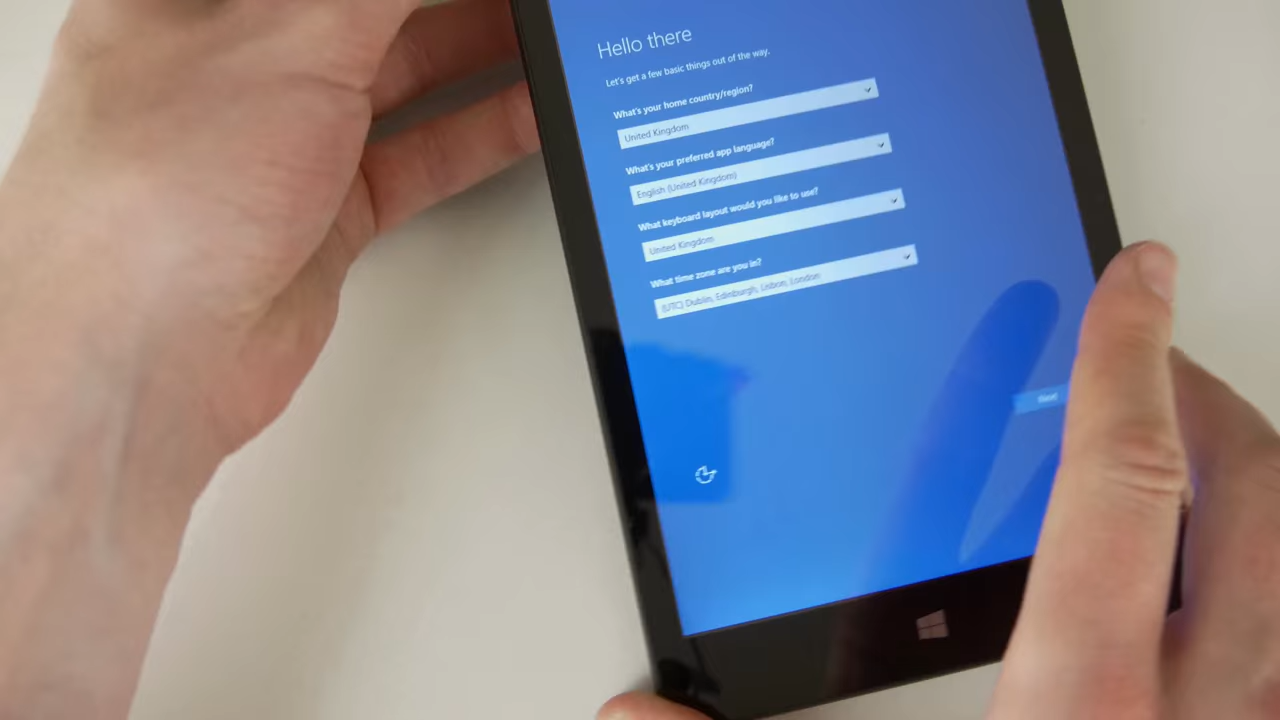 Hello there
Let's get a few basic things out of the way.
What's your home country/region?
United Kingdom
What's your preferred app language?
English (United Kingdom)
What keyboard layout would you like to use?
United Kingdom
What time zone are you in?
(UTC) Dublin, Edinburgh, Lisbon, London
Next